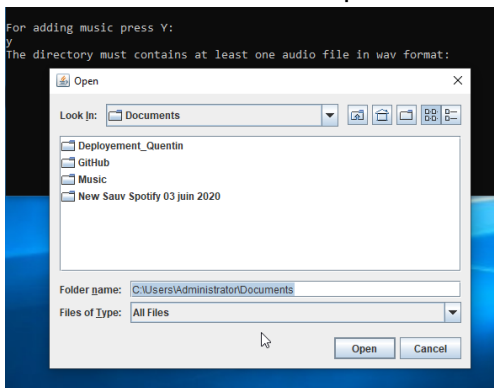 For adding music press Y:
y
The directory must contains at least one audio file in wav format:
Open
Look In: Documents
Deployement_Quentin
GitHub
Music
New Sauv Spotify 03 juin 2020
Folder name: C:\Users\Administrator\Documents
Files of Type: All Files
Open Cancel